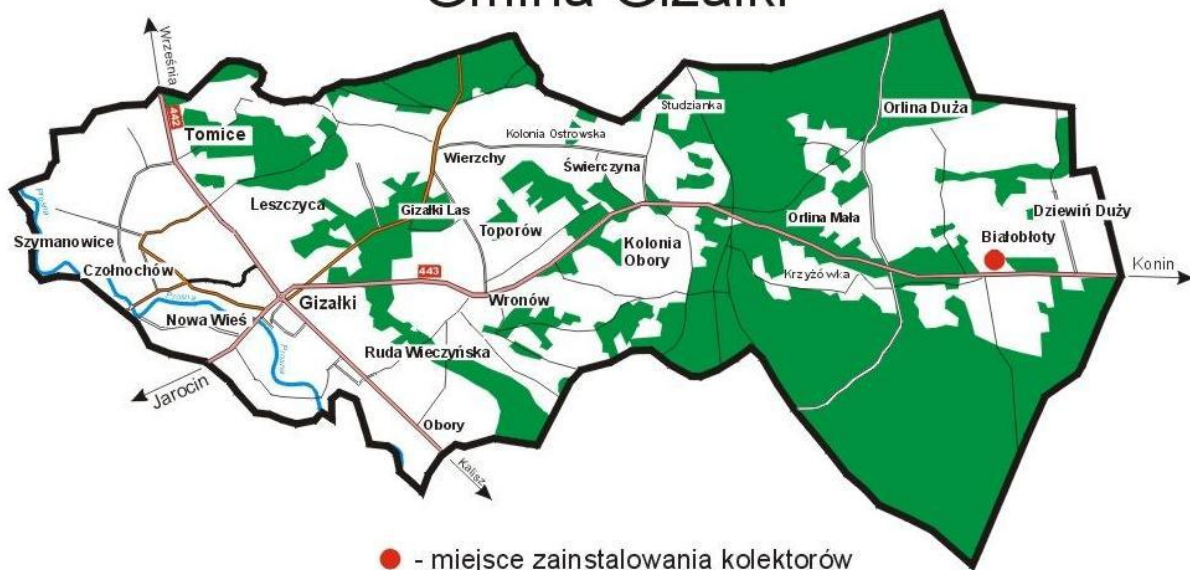 Gmina Gizałki
Września
442
Tomice
Studzianka
Orlina Duża
Kolonia Ostrowska
Wierzchy
Świerczyna
Prosna
Leszczyca
Gizałki Las
Toporów
Orlina Mała
Dziewiń Duży
Szymanowice
Kolonia
Obory
Białobłoty
Czołnochów
443
Krzyżówka
Konin
Prosna
Gizałki
Wronów
Nowa Wieś
Prosna
Ruda Wieczyńska
Jarocin
Obory
Kalisz
- miejsce zainstalowania kolektorów